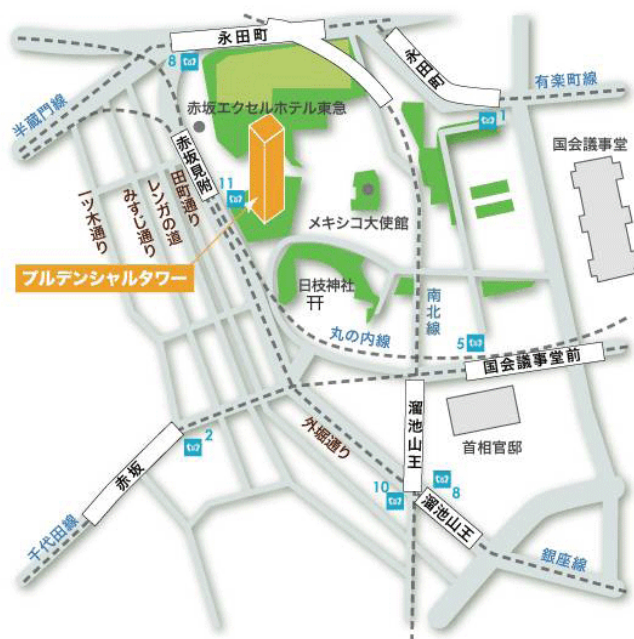 永田町
8
永田町
有楽町線
半蔵門線
赤坂エクセルホテル東急
1
国会議事堂
赤坂見附
11
田町通り
レンガの道
みすじ通り
一ツ木通り
メキシコ大使館
プルデンシャルタワー
日枝神社
南北線
丸の内線
5
国会議事堂前
溜池山王
首相官邸
外堀通り
2
赤坂
10
8
溜池山王
千代田線
銀座線